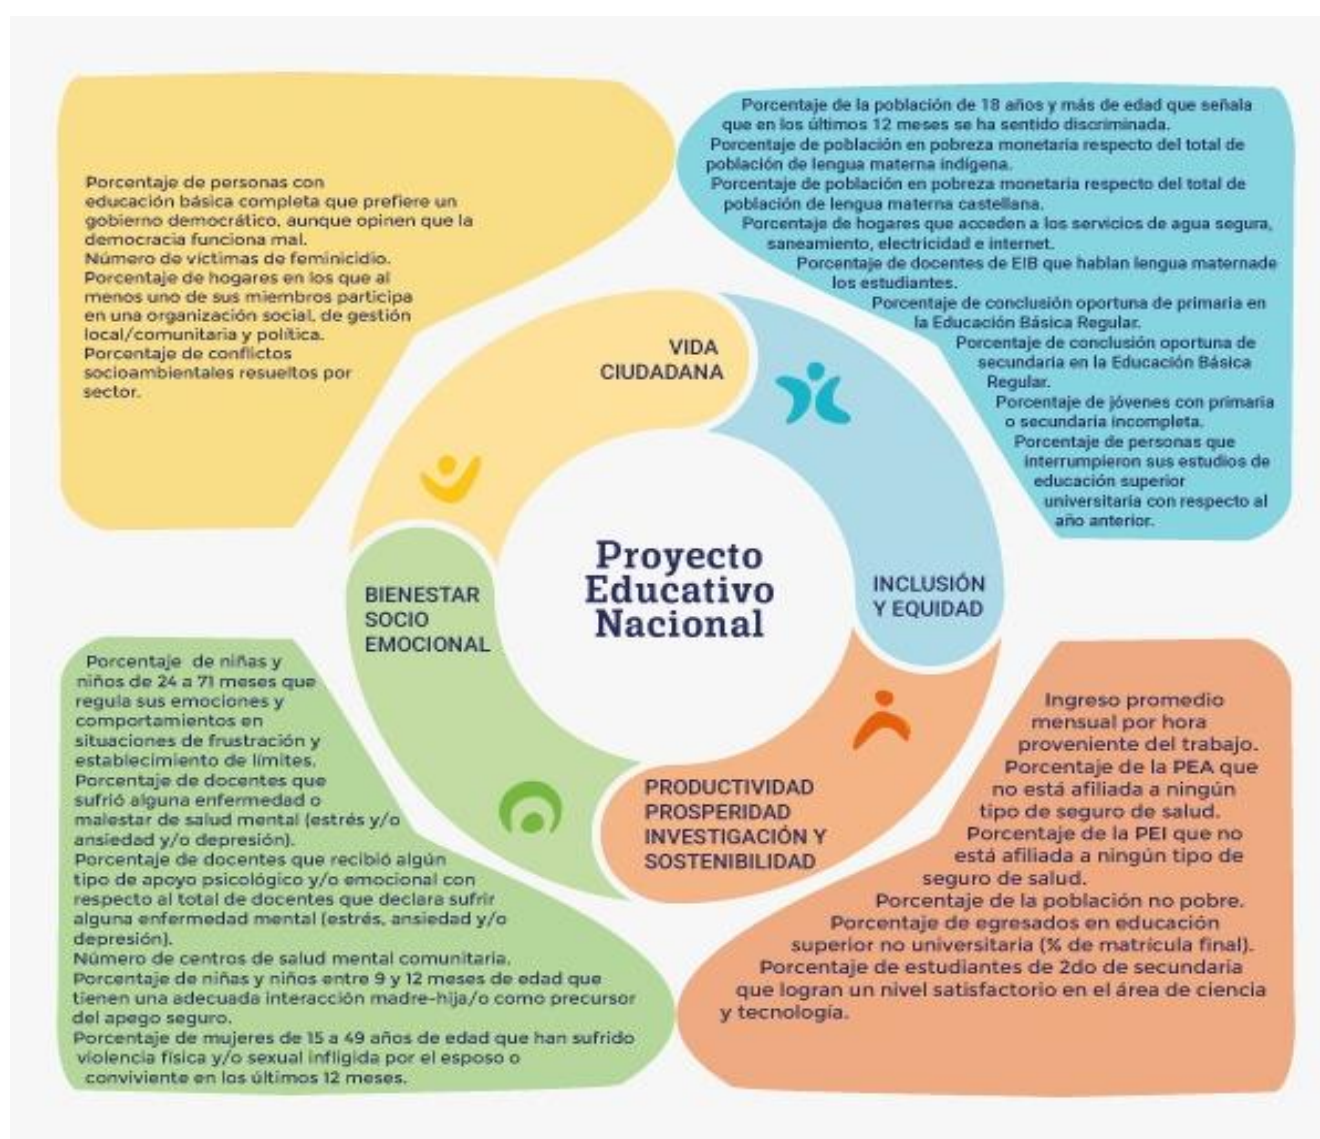 Porcentaje de personas con
educación básica completa que prefiere un
gobierno democrático, aunque opinen que la
democracia funciona mal.
Número de víctimas de feminicidio.
Porcentaje de hogares en los que al
menos uno de sus miembros participa
en una organización social, de gestión
local/comunitaria y política.
Porcentaje de conflictos
socioambientales resueltos por
sector.
Porcentaje de la población de 18 años y más de edad que señala
que en los últimos 12 meses se ha sentido discriminada.
Porcentaje de población en pobreza monetaria respecto del total de
población de lengua materna indígena.
Porcentaje de población en pobreza monetaria respecto del total de
población de lengua materna castellana.
Porcentaje de hogares que acceden a los servicios de agua segura,
saneamiento, electricidad e internet.
Porcentaje de docentes de EIB que hablan lengua maternade
los estudiantes.
Porcentaje de conclusión oportuna de primaria en
la Educación Básica Regular.
Porcentaje de conclusión oportuna de
secundaria en la Educación Básica
Regular.
Porcentaje de jóvenes con primaria
o secundaria incompleta.
Porcentaje de personas que
interrumpieron sus estudios de
educación superior
universitaria con respecto al
año anterior.
VIDA
CIUDADANA
INCLUSIÓN
Y EQUIDAD
Proyecto
Educativo
Nacional
BIENESTAR
SOCIO
EMOCIONAL
PRODUCTIVIDAD
PROSPERIDAD
INVESTIGACIÓN Y
SOSTENIBILIDAD
Porcentaje de niñas y
niños de 24 a 71 meses que
regula sus emociones y
comportamientos en
situaciones de frustración y
establecimiento de límites.
Porcentaje de docentes que
sufrió alguna enfermedad o
malestar de salud mental (estrés y/o
ansiedad y/o depresión).
Porcentaje de docentes que recibió algún
tipo de apoyo psicológico y/o emocional con
respecto al total de docentes que declara sufrir
alguna enfermedad mental (estrés, ansiedad y/o
depresión).
Número de centros de salud mental comunitaria.
Porcentaje de niñas y niños entre 9 y 12 meses de edad que
tienen una adecuada interacción madre-hija/o como precursor
del apego seguro.
Porcentaje de mujeres de 15 a 49 años de edad que han sufrido
violencia física y/o sexual infligida por el esposo o
conviviente en los últimos 12 meses.
Ingreso promedio
mensual por hora
proveniente del trabajo.
Porcentaje de la PEA que
no está afiliada a ningún
tipo de seguro de salud.
Porcentaje de la PEI que no
está afiliada a ningún tipo de
seguro de salud.
Porcentaje de la población no pobre.
Porcentaje de egresados en educación
superior no universitaria (% de matrícula final).
Porcentaje de estudiantes de 2do de secundaria
que logran un nivel satisfactorio en el área de ciencia
y tecnología.